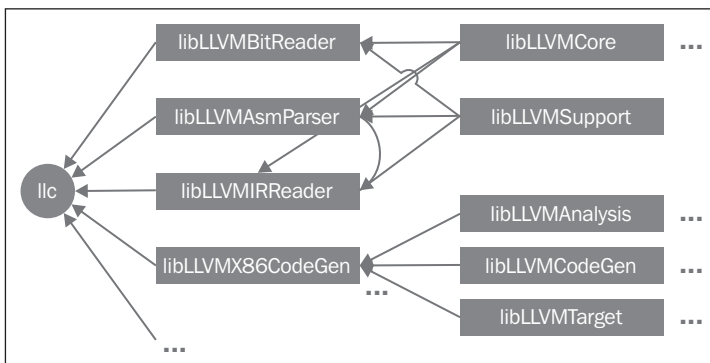 libLLVMBitReader
libLLVMCore
...
libLLVMAsmParser
libLLVMSupport
llc
libLLVMIRReader
libLLVMAnalysis
...
libLLVMX86CodeGen
libLLVMCodeGen
...
...
libLLVMTarget
...
...